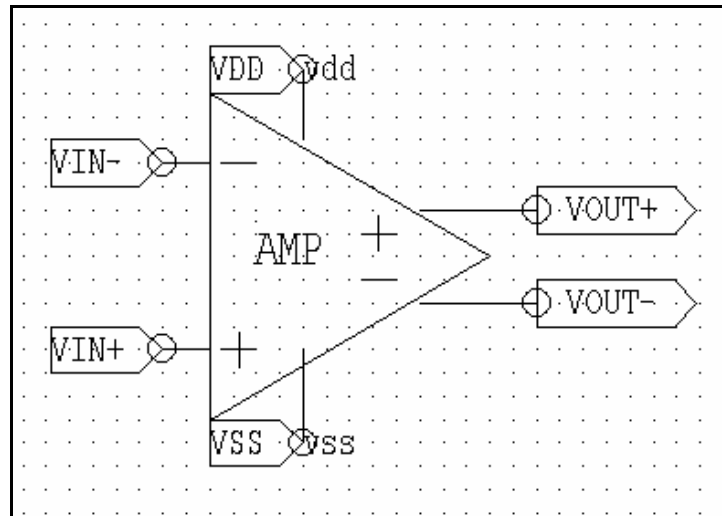 VDD vdd
VIN-
VOUT+
AMP
VOUT-
VIN+
VSS vss